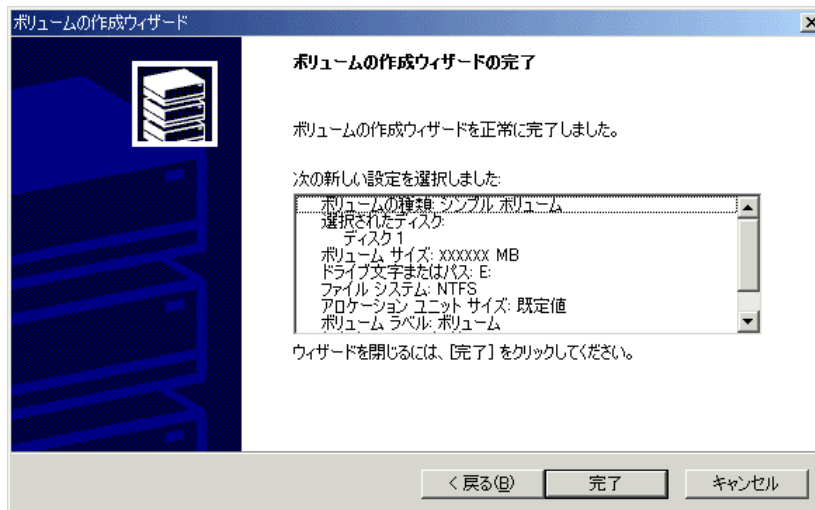 ボリュームの作成ウィザード
ボリュームの作成ウィザードの完了
ボリュームの作成ウィザードを正常に完了しました。
次の新しい設定を選択しました:
ボリュームの種類: シンプル ボリューム
選択されたディスク:
ディスク 1
ボリューム サイズ: xxxxxx MB
ドライブ文字またはパス: E:
ファイル システム: NTFS
アロケーション ユニット サイズ: 既定値
ボリューム ラベル: ボリューム
ウィザードを閉じるには、[完了] をクリックしてください。
< 戻る(B)
完了
キャンセル